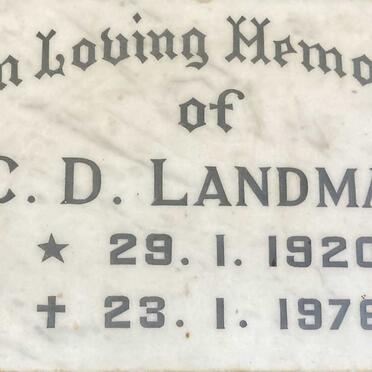 n Loving Memo
of
C. D. LANDMA
★ 29. 1. 1920
✝ 23. 1. 1976